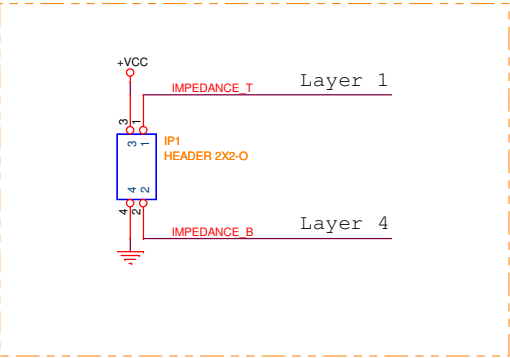 +VCC
IMPEDANCE_T Layer 1
3 1
3 1 IP1
HEADER 2X2-O
4 2
4 2
IMPEDANCE_B Layer 4